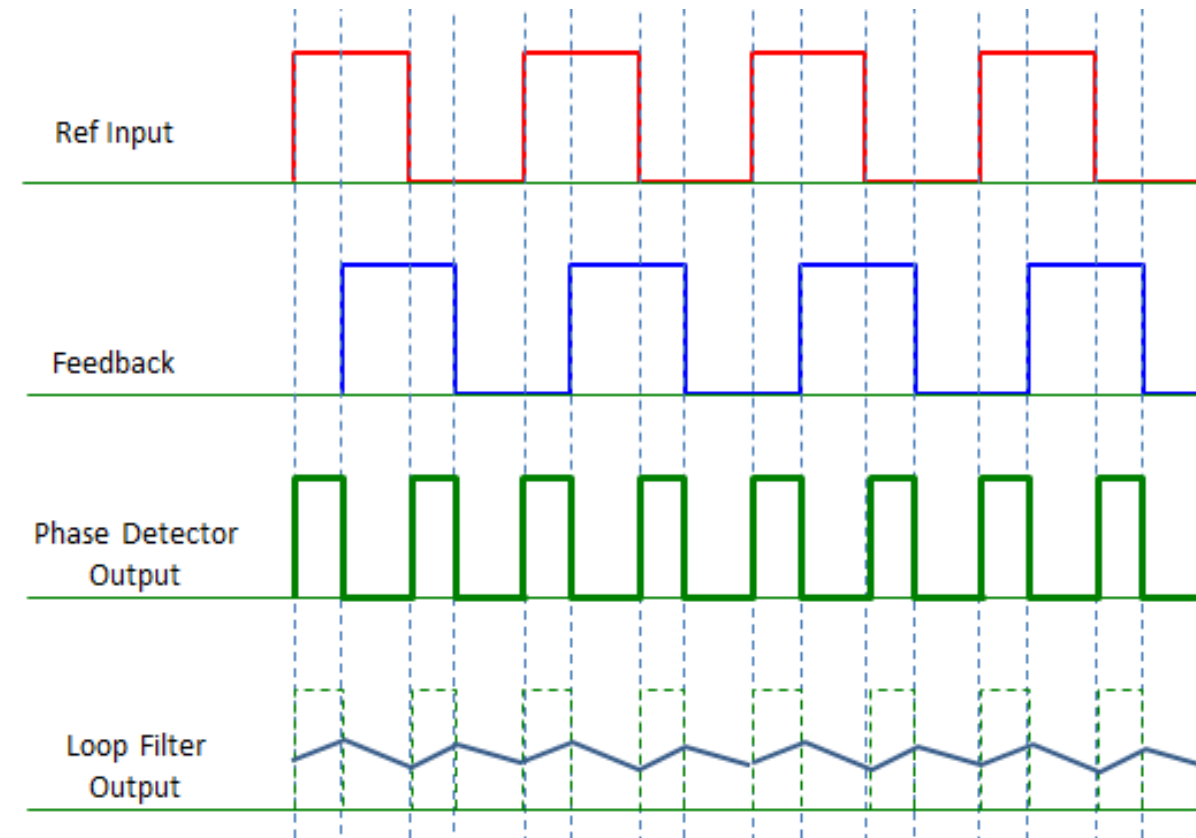 Ref Input
Feedback
Phase Detector
Output
Loop Filter
Output